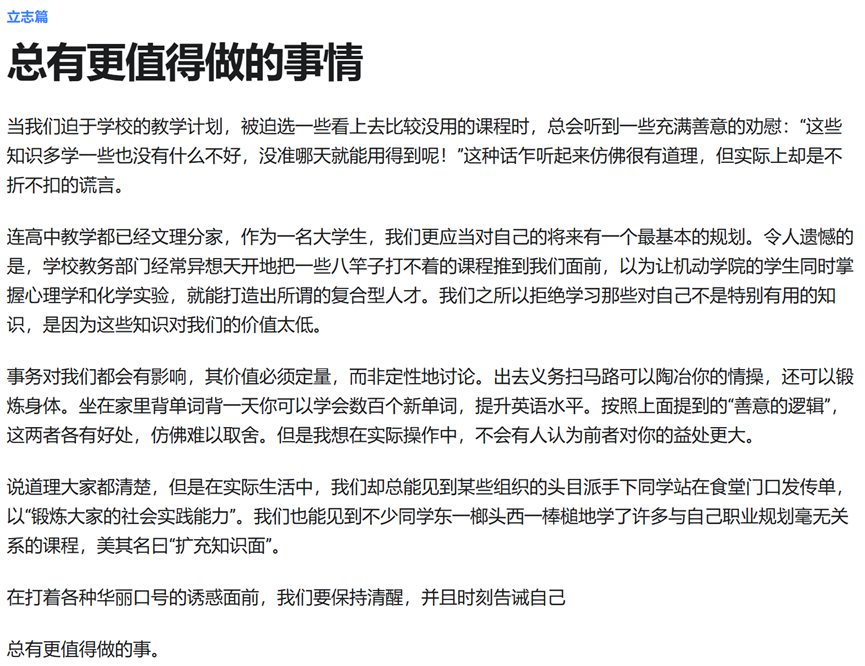 立志篇
总有更值得做的事情
当我们迫于学校的教学计划，被迫选一些看上去比较没用的课程时，总会听到一些充满善意的劝慰：“这些
知识多学一些也没有什么不好，没准哪天就能用得到呢！”这种话乍听起来仿佛很有道理，但实际上却是不
折不扣的谎言。
连高中教学都已经文理分家，作为一名大学生，我们更应当对自己的将来有一个最基本的规划。令人遗憾的
是，学校教务部门经常异想天开地把一些八竿子打不着的课程推到我们面前，以为让机动学院的学生同时掌
握心理学和化学实验，就能打造出所谓的复合型人才。我们之所以拒绝学习那些对自己不是特别有用的知
识，是因为这些知识对我们的价值太低。
事务对我们都会有影响，其价值必须定量，而非定性地讨论。出去义务扫马路可以陶冶你的情操，还可以锻
炼身体。坐在家里背单词背一天你可以学会数百个新单词，提升英语水平。按照上面提到的“善意的逻辑”，
这两者各有好处，仿佛难以取舍。但是我想在实际操作中，不会有人认为前者对你的益处更大。
说道理大家都清楚，但是在实际生活中，我们却总能见到某些组织的头目派手下同学站在食堂门口发传单，
以“锻炼大家的社会实践能力”。我们也能见到不少同学东一榔头西一棒槌地学了许多与自己职业规划毫无关
系的课程，美其名曰“扩充知识面”。
在打着各种华丽口号的诱惑面前，我们要保持清醒，并且时刻告诫自己
总有更值得做的事。